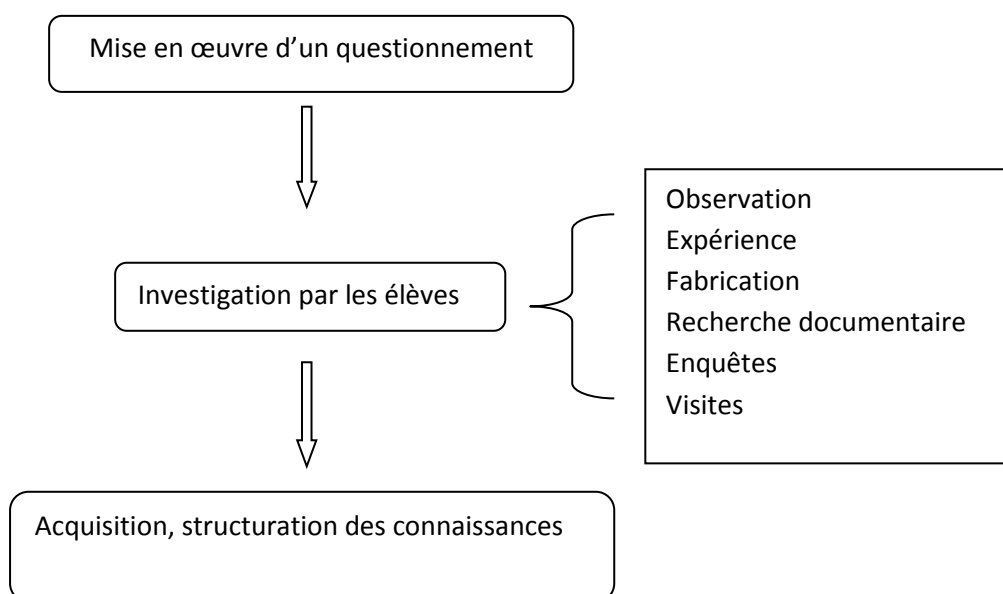 Mise en œuvre d’un questionnement
Investigation par les élèves
Observation
Expérience
Fabrication
Recherche documentaire
Enquêtes
Visites
Acquisition, structuration des connaissances